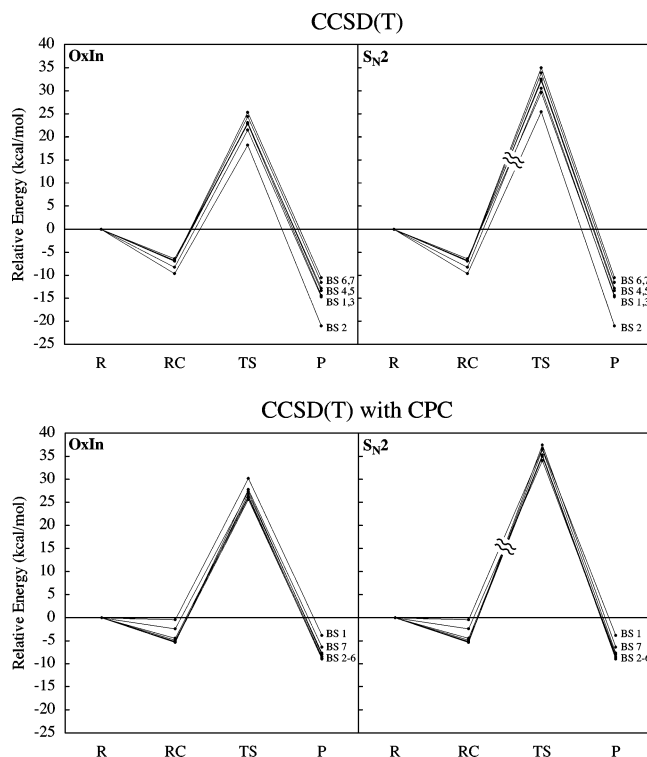 CCSD(T)
OxIn
S_N2
Relative Energy (kcal/mol)
40
35
30
25
20
15
10
5
0
-5
-10
-15
-20
-25
BS 6,7
BS 4,5
BS 1,3
BS 2
BS 6,7
BS 4,5
BS 1,3
BS 2
R RC TS P R RC TS P
CCSD(T) with CPC
OxIn
S_N2
Relative Energy (kcal/mol)
40
35
30
25
20
15
10
5
0
-5
-10
-15
-20
-25
BS 1
BS 7
BS 2-6
BS 1
BS 7
BS 2-6
R RC TS P R RC TS P